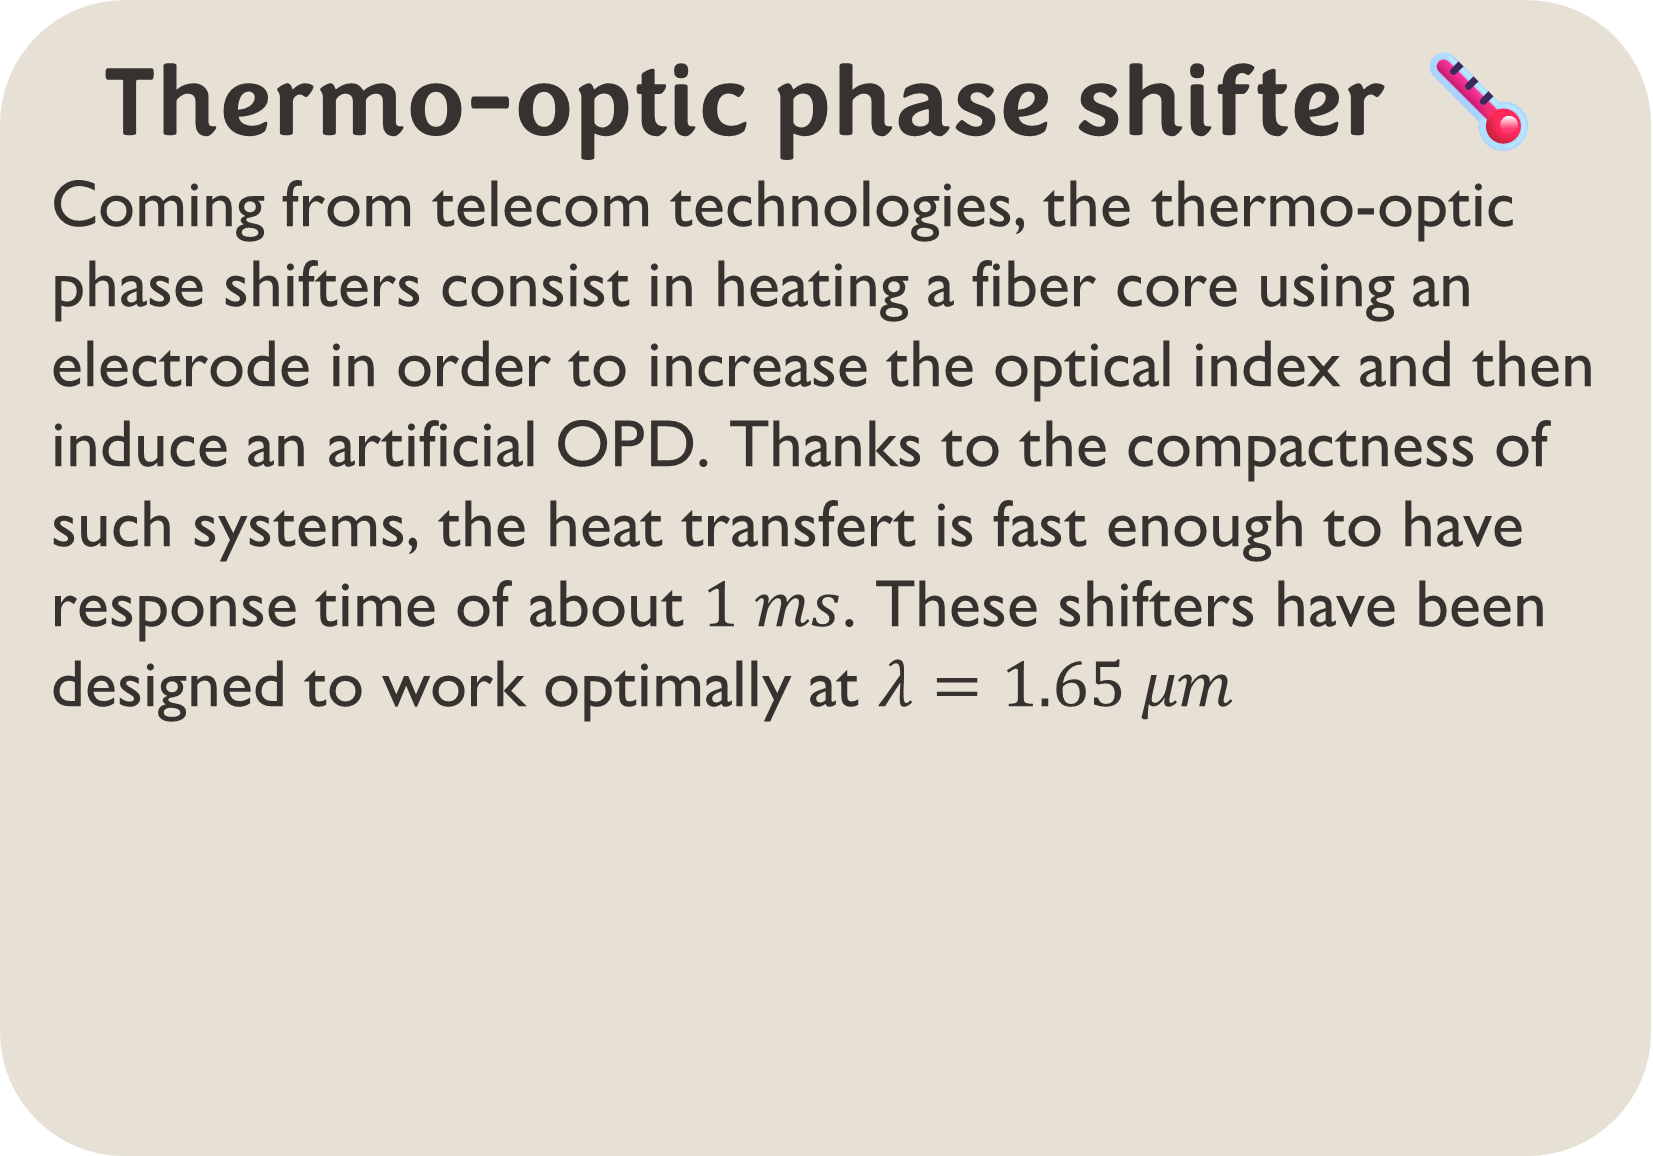 Thermo-optic phase shifter
Coming from telecom technologies, the thermo-optic
phase shifters consist in heating a fiber core using an
electrode in order to increase the optical index and then
induce an artificial OPD. Thanks to the compactness of
such systems, the heat transfert is fast enough to have
response time of about 1 ms. These shifters have been
designed to work optimally at λ = 1.65 μm